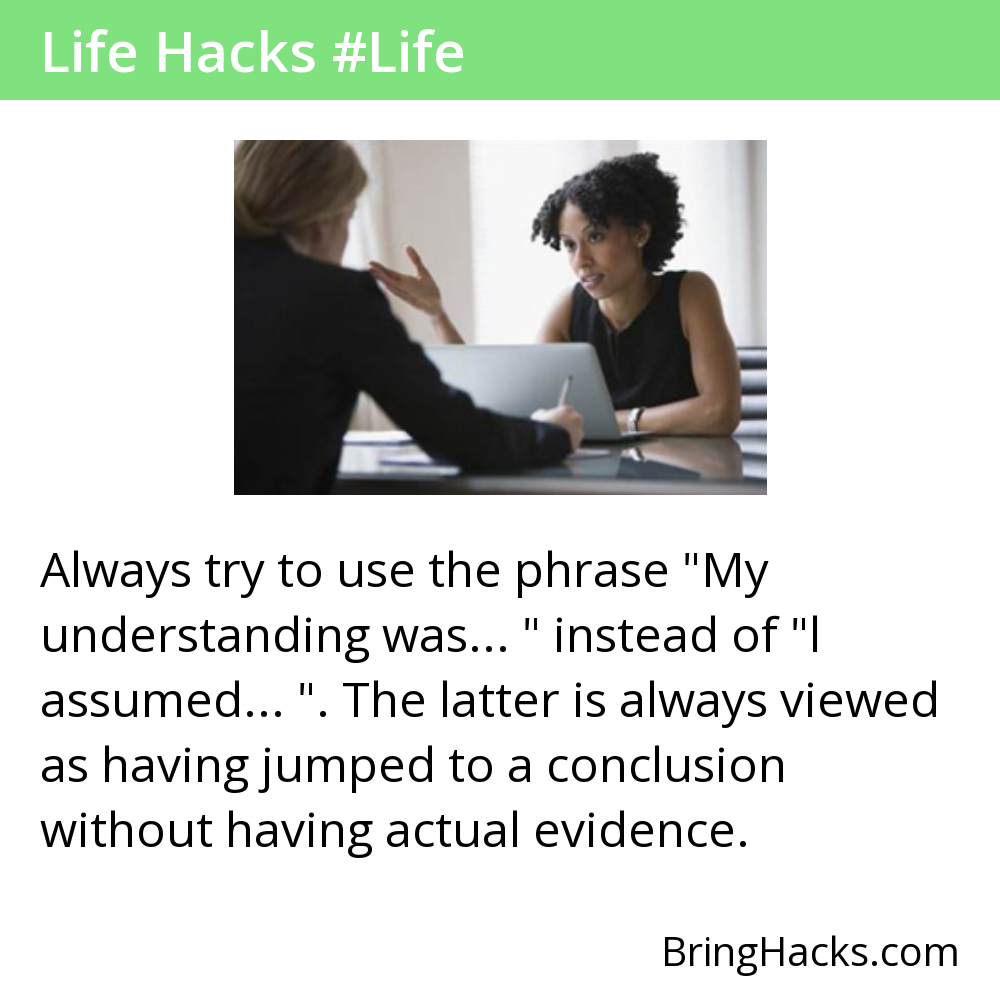 Life Hacks #Life
Always try to use the phrase "My
understanding was... " instead of "l
assumed... ". The latter is always viewed
as having jumped to a conclusion
without having actual evidence.
BringHacks.com